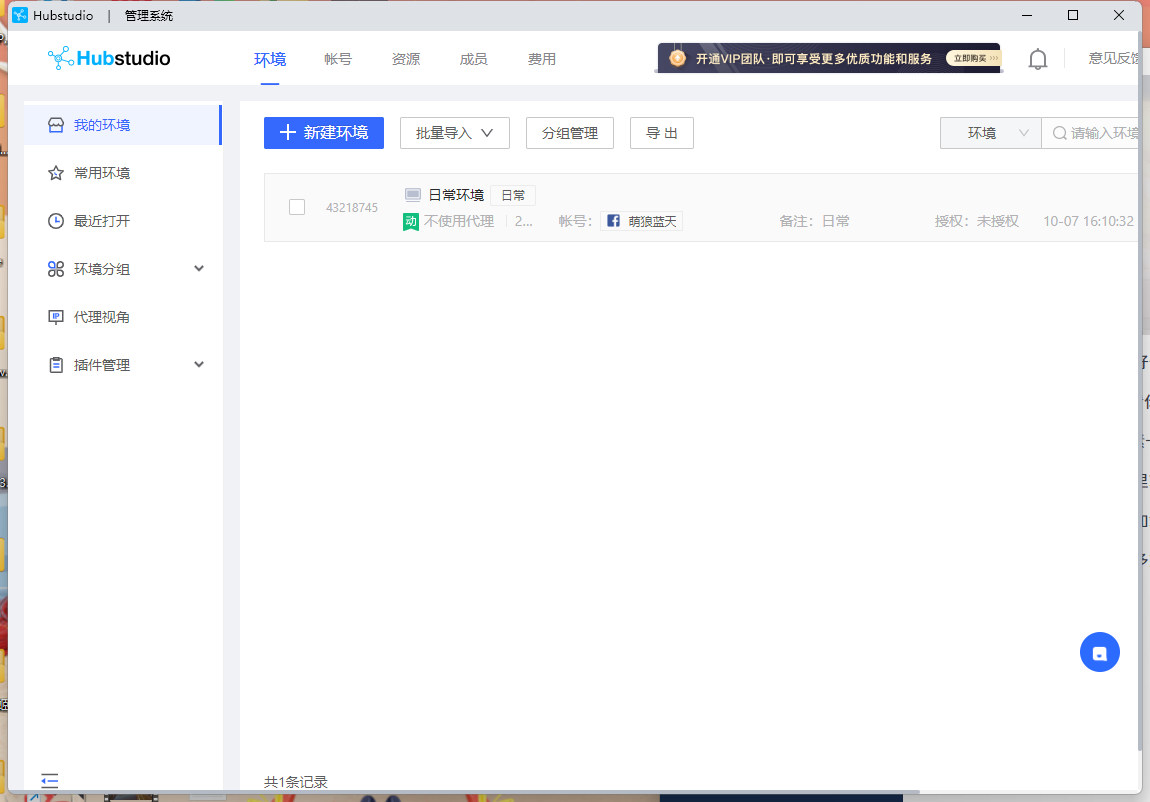 Hubstudio | 管理系统
Hubstudio
环境
帐号
资源
成员
费用
开通VIP团队·即可享受更多优质功能和服务
立即购买
意见反馈
我的环境
常用环境
最近打开
环境分组
代理视角
插件管理
新建环境
批量导入
分组管理
导 出
环境
请输入环境
43218745
日常环境 日常
动 不使用代理 2... 帐号: 萌狼蓝天 备注: 日常 授权: 未授权 10-07 16:10:32
共1条记录